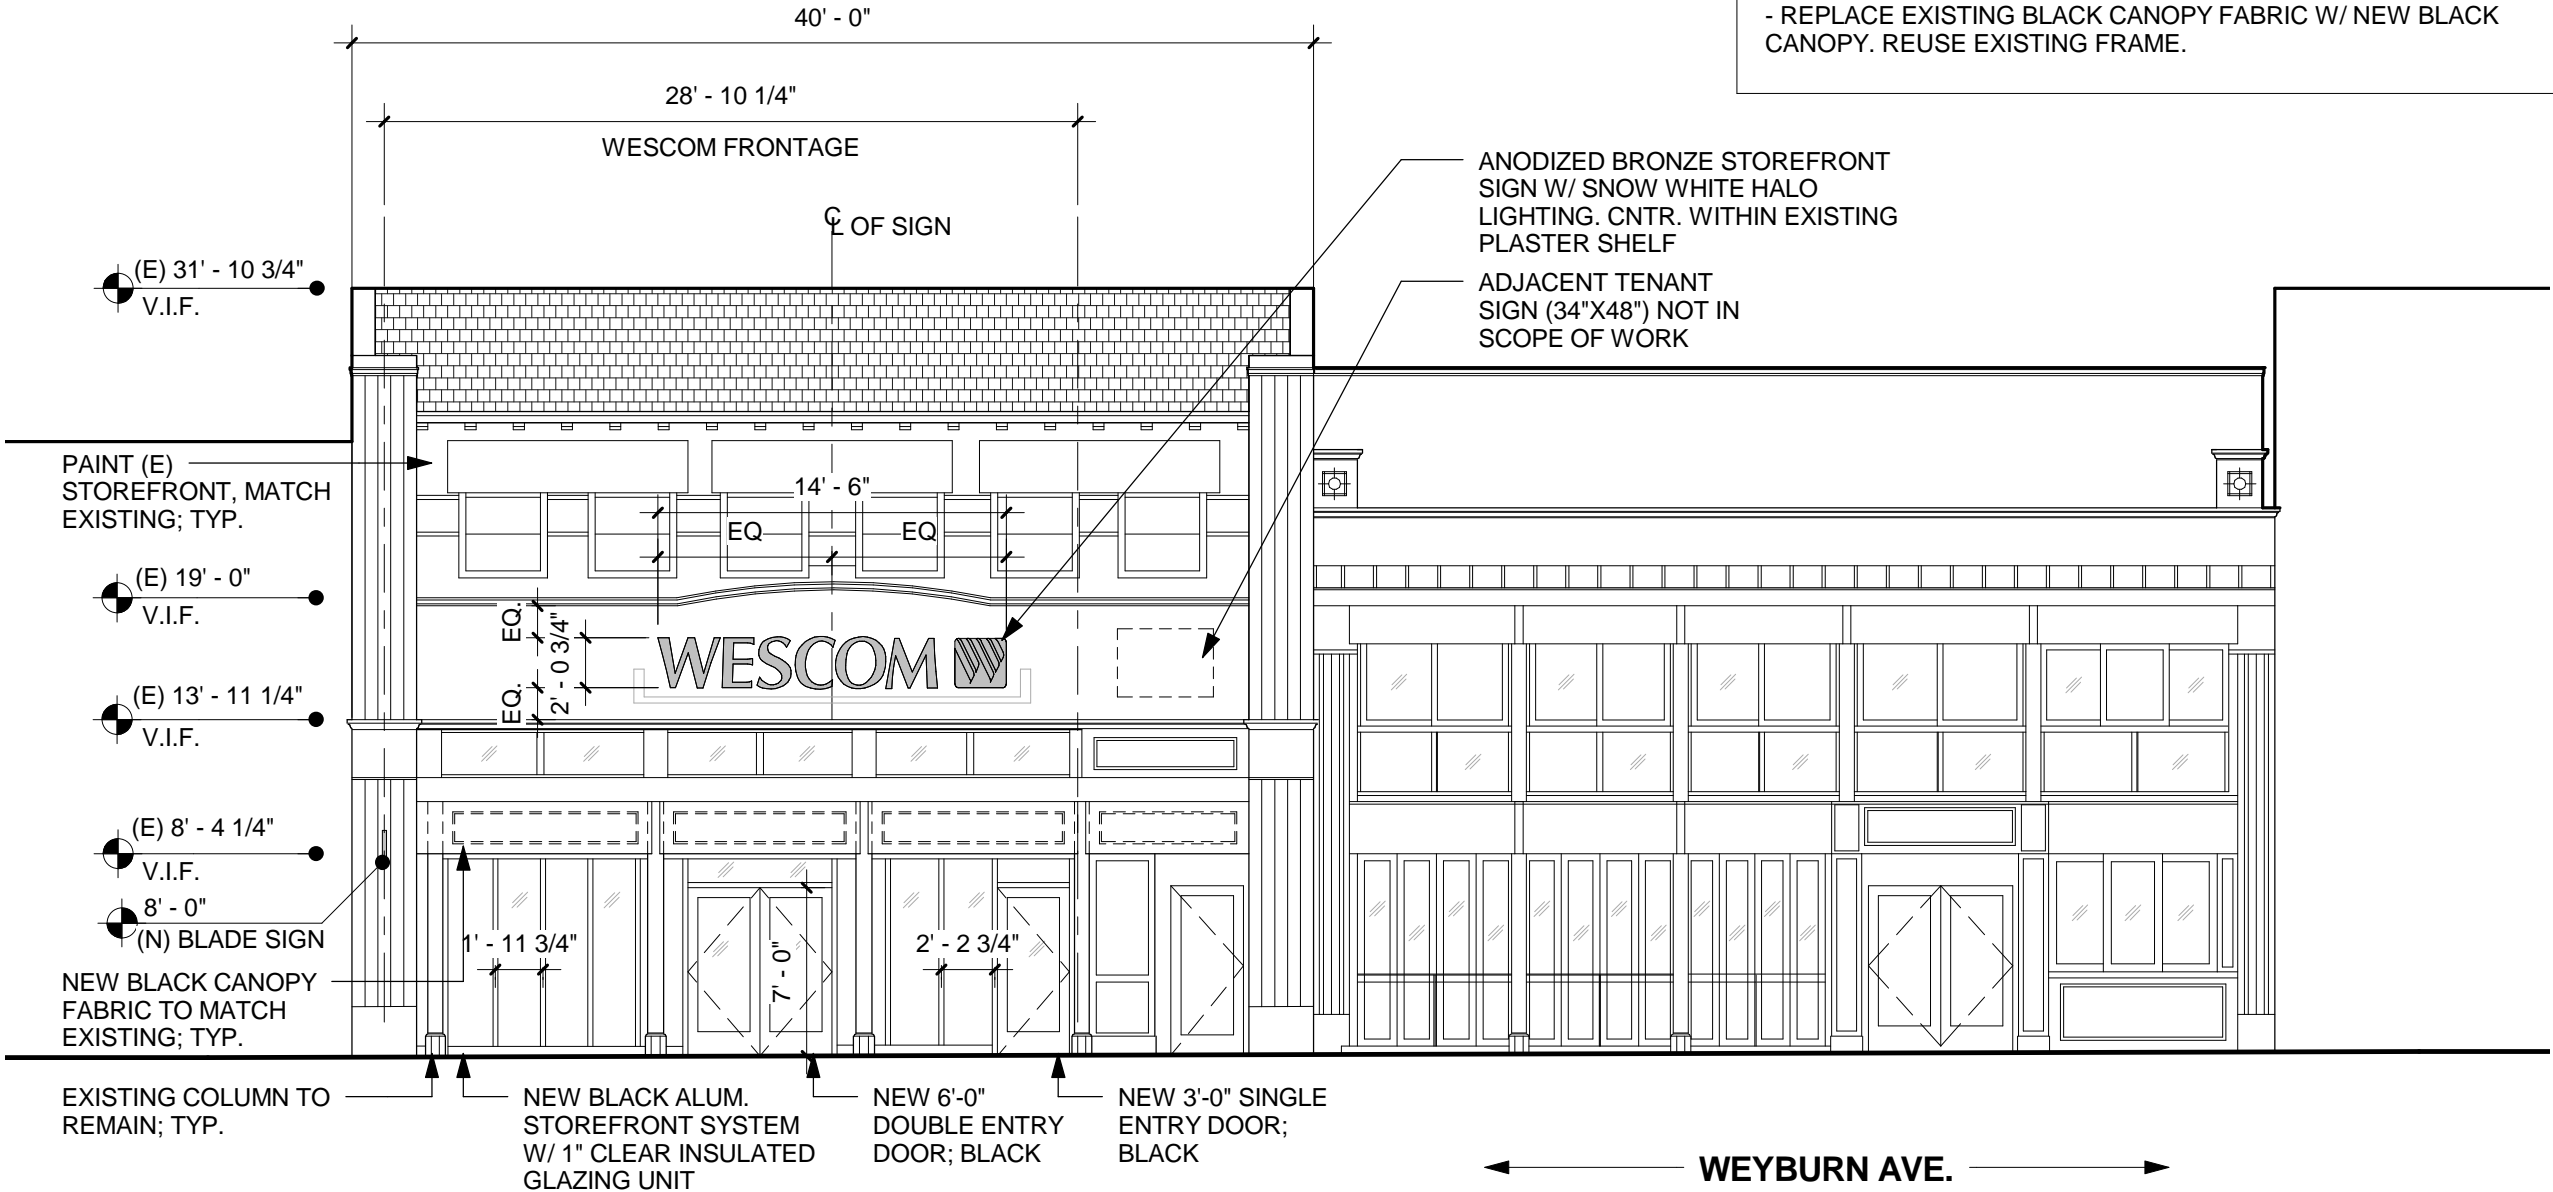 - REPLACE EXISTING BLACK CANOPY FABRIC W/ NEW BLACK
CANOPY. REUSE EXISTING FRAME.
40' - 0"
28' - 10 1/4"
WESCOM FRONTAGE
CL OF SIGN
ANODIZED BRONZE STOREFRONT
SIGN W/ SNOW WHITE HALO
LIGHTING. CNTR. WITHIN EXISTING
PLASTER SHELF
ADJACENT TENANT
SIGN (34"X48") NOT IN
SCOPE OF WORK
(E) 31' - 10 3/4"
V.I.F.
PAINT (E)
STOREFRONT, MATCH
EXISTING; TYP.
14' - 6"
EQ
EQ
(E) 19' - 0"
V.I.F.
EQ.
2' - 0 3/4"
EQ.
WESCOM
(E) 13' - 11 1/4"
V.I.F.
(E) 8' - 4 1/4"
V.I.F.
8' - 0"
(N) BLADE SIGN
1' - 11 3/4"
7' - 0"
2' - 2 3/4"
NEW BLACK CANOPY
FABRIC TO MATCH
EXISTING; TYP.
EXISTING COLUMN TO
REMAIN; TYP.
NEW BLACK ALUM.
STOREFRONT SYSTEM
W/ 1" CLEAR INSULATED
GLAZING UNIT
NEW 6'-0"
DOUBLE ENTRY
DOOR; BLACK
NEW 3'-0" SINGLE
ENTRY DOOR;
BLACK
WEYBURN AVE.